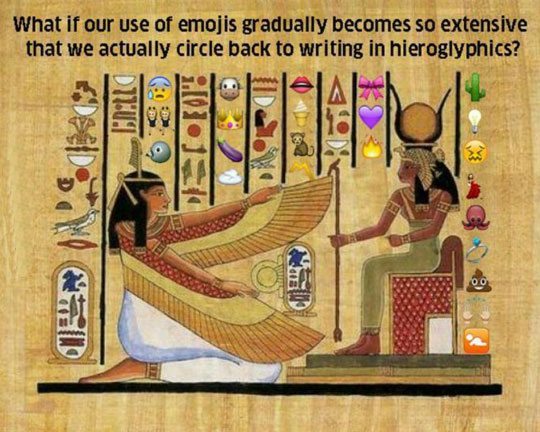 What if our use of emojis gradually becomes so extensive
that we actually circle back to writing in hieroglyphics?